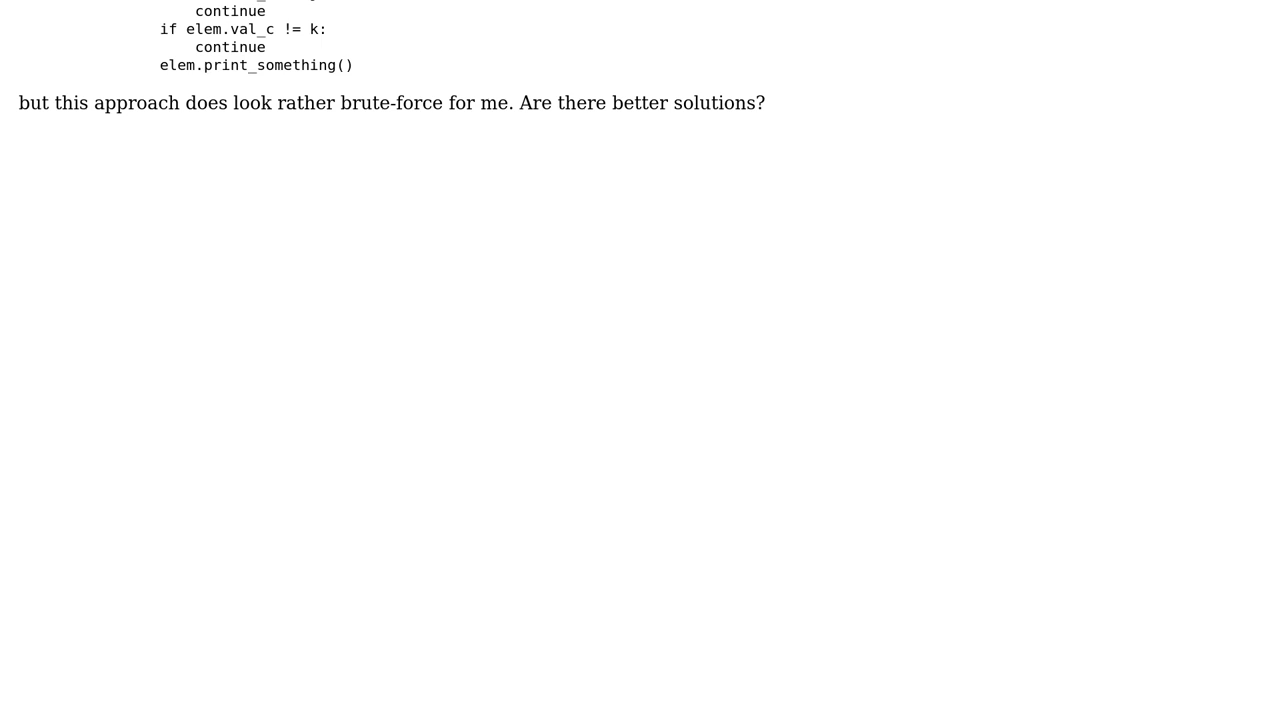 continue
if elem.val_c != k:
continue
elem.print_something()
but this approach does look rather brute-force for me. Are there better solutions?